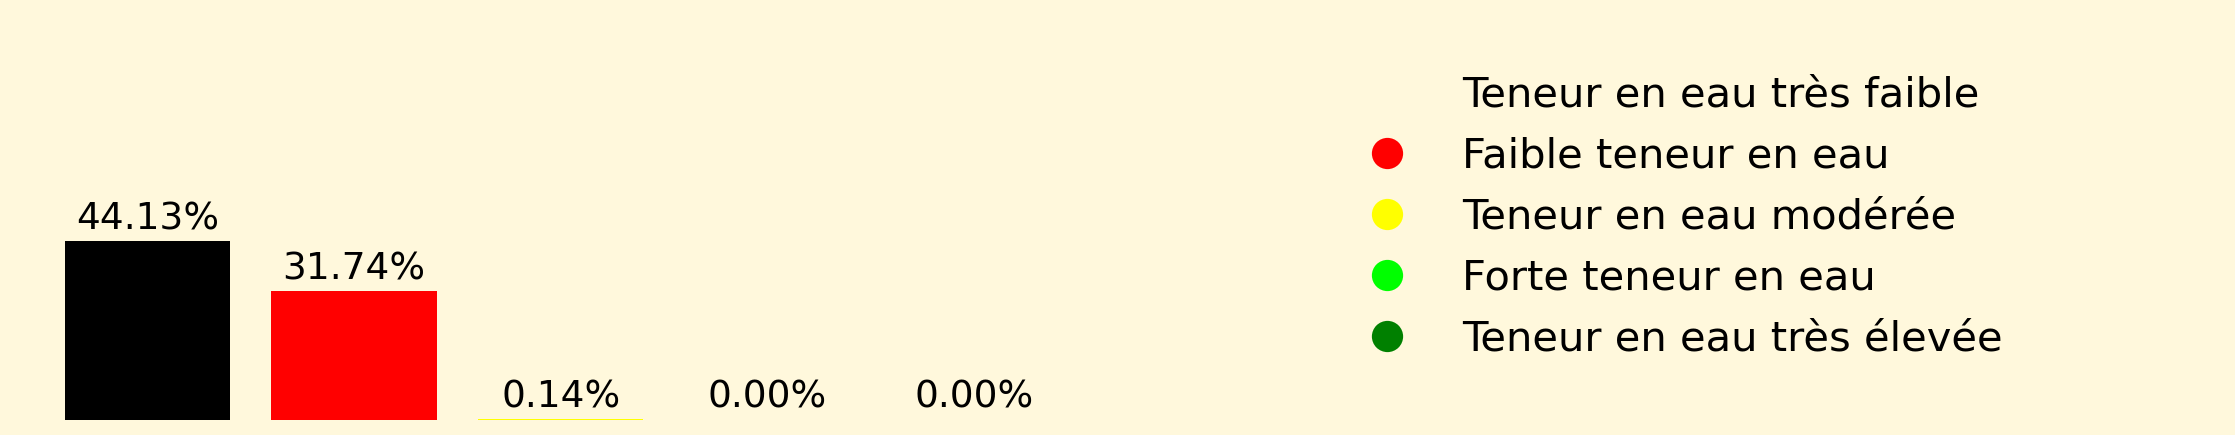 44.13%
31.74%
0.14%
0.00%
0.00%
Teneur en eau très faible
Faible teneur en eau
Teneur en eau modérée
Forte teneur en eau
Teneur en eau très élevée